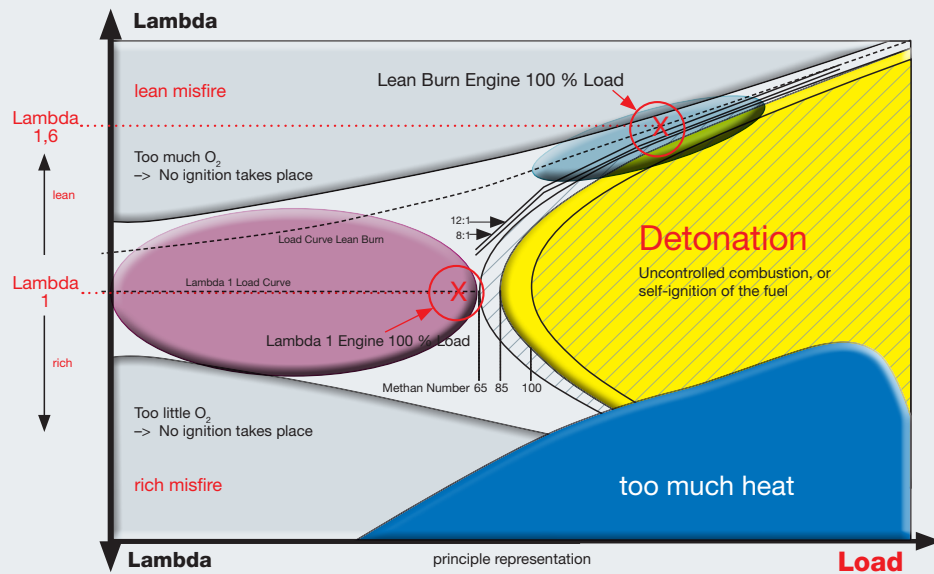 Lambda
lean misfire
Lean Burn Engine 100 % Load
X
Lambda
1,6
Too much O₂
–> No ignition takes place
lean
12:1
8:1
Load Curve Lean Burn
Detonation
Uncontrolled combustion, or
self-ignition of the fuel
Lambda
1
Lambda 1 Load Curve
X
Lambda 1 Engine 100 % Load
rich
Methan Number 65 85 100
Too little O₂
–> No ignition takes place
rich misfire
too much heat
Lambda
principle representation
Load